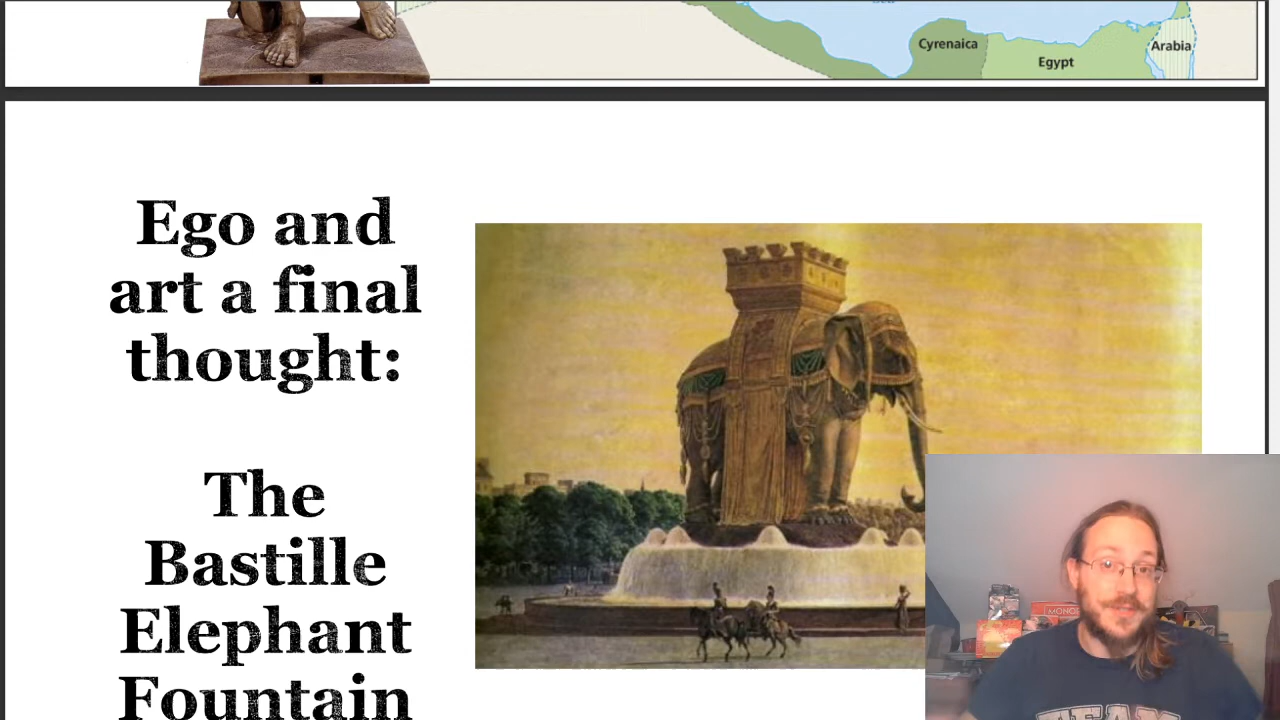 Cyrenaica
Arabia
Egypt
Ego and
art a final
thought:
The
Bastille
Elephant
Fountain